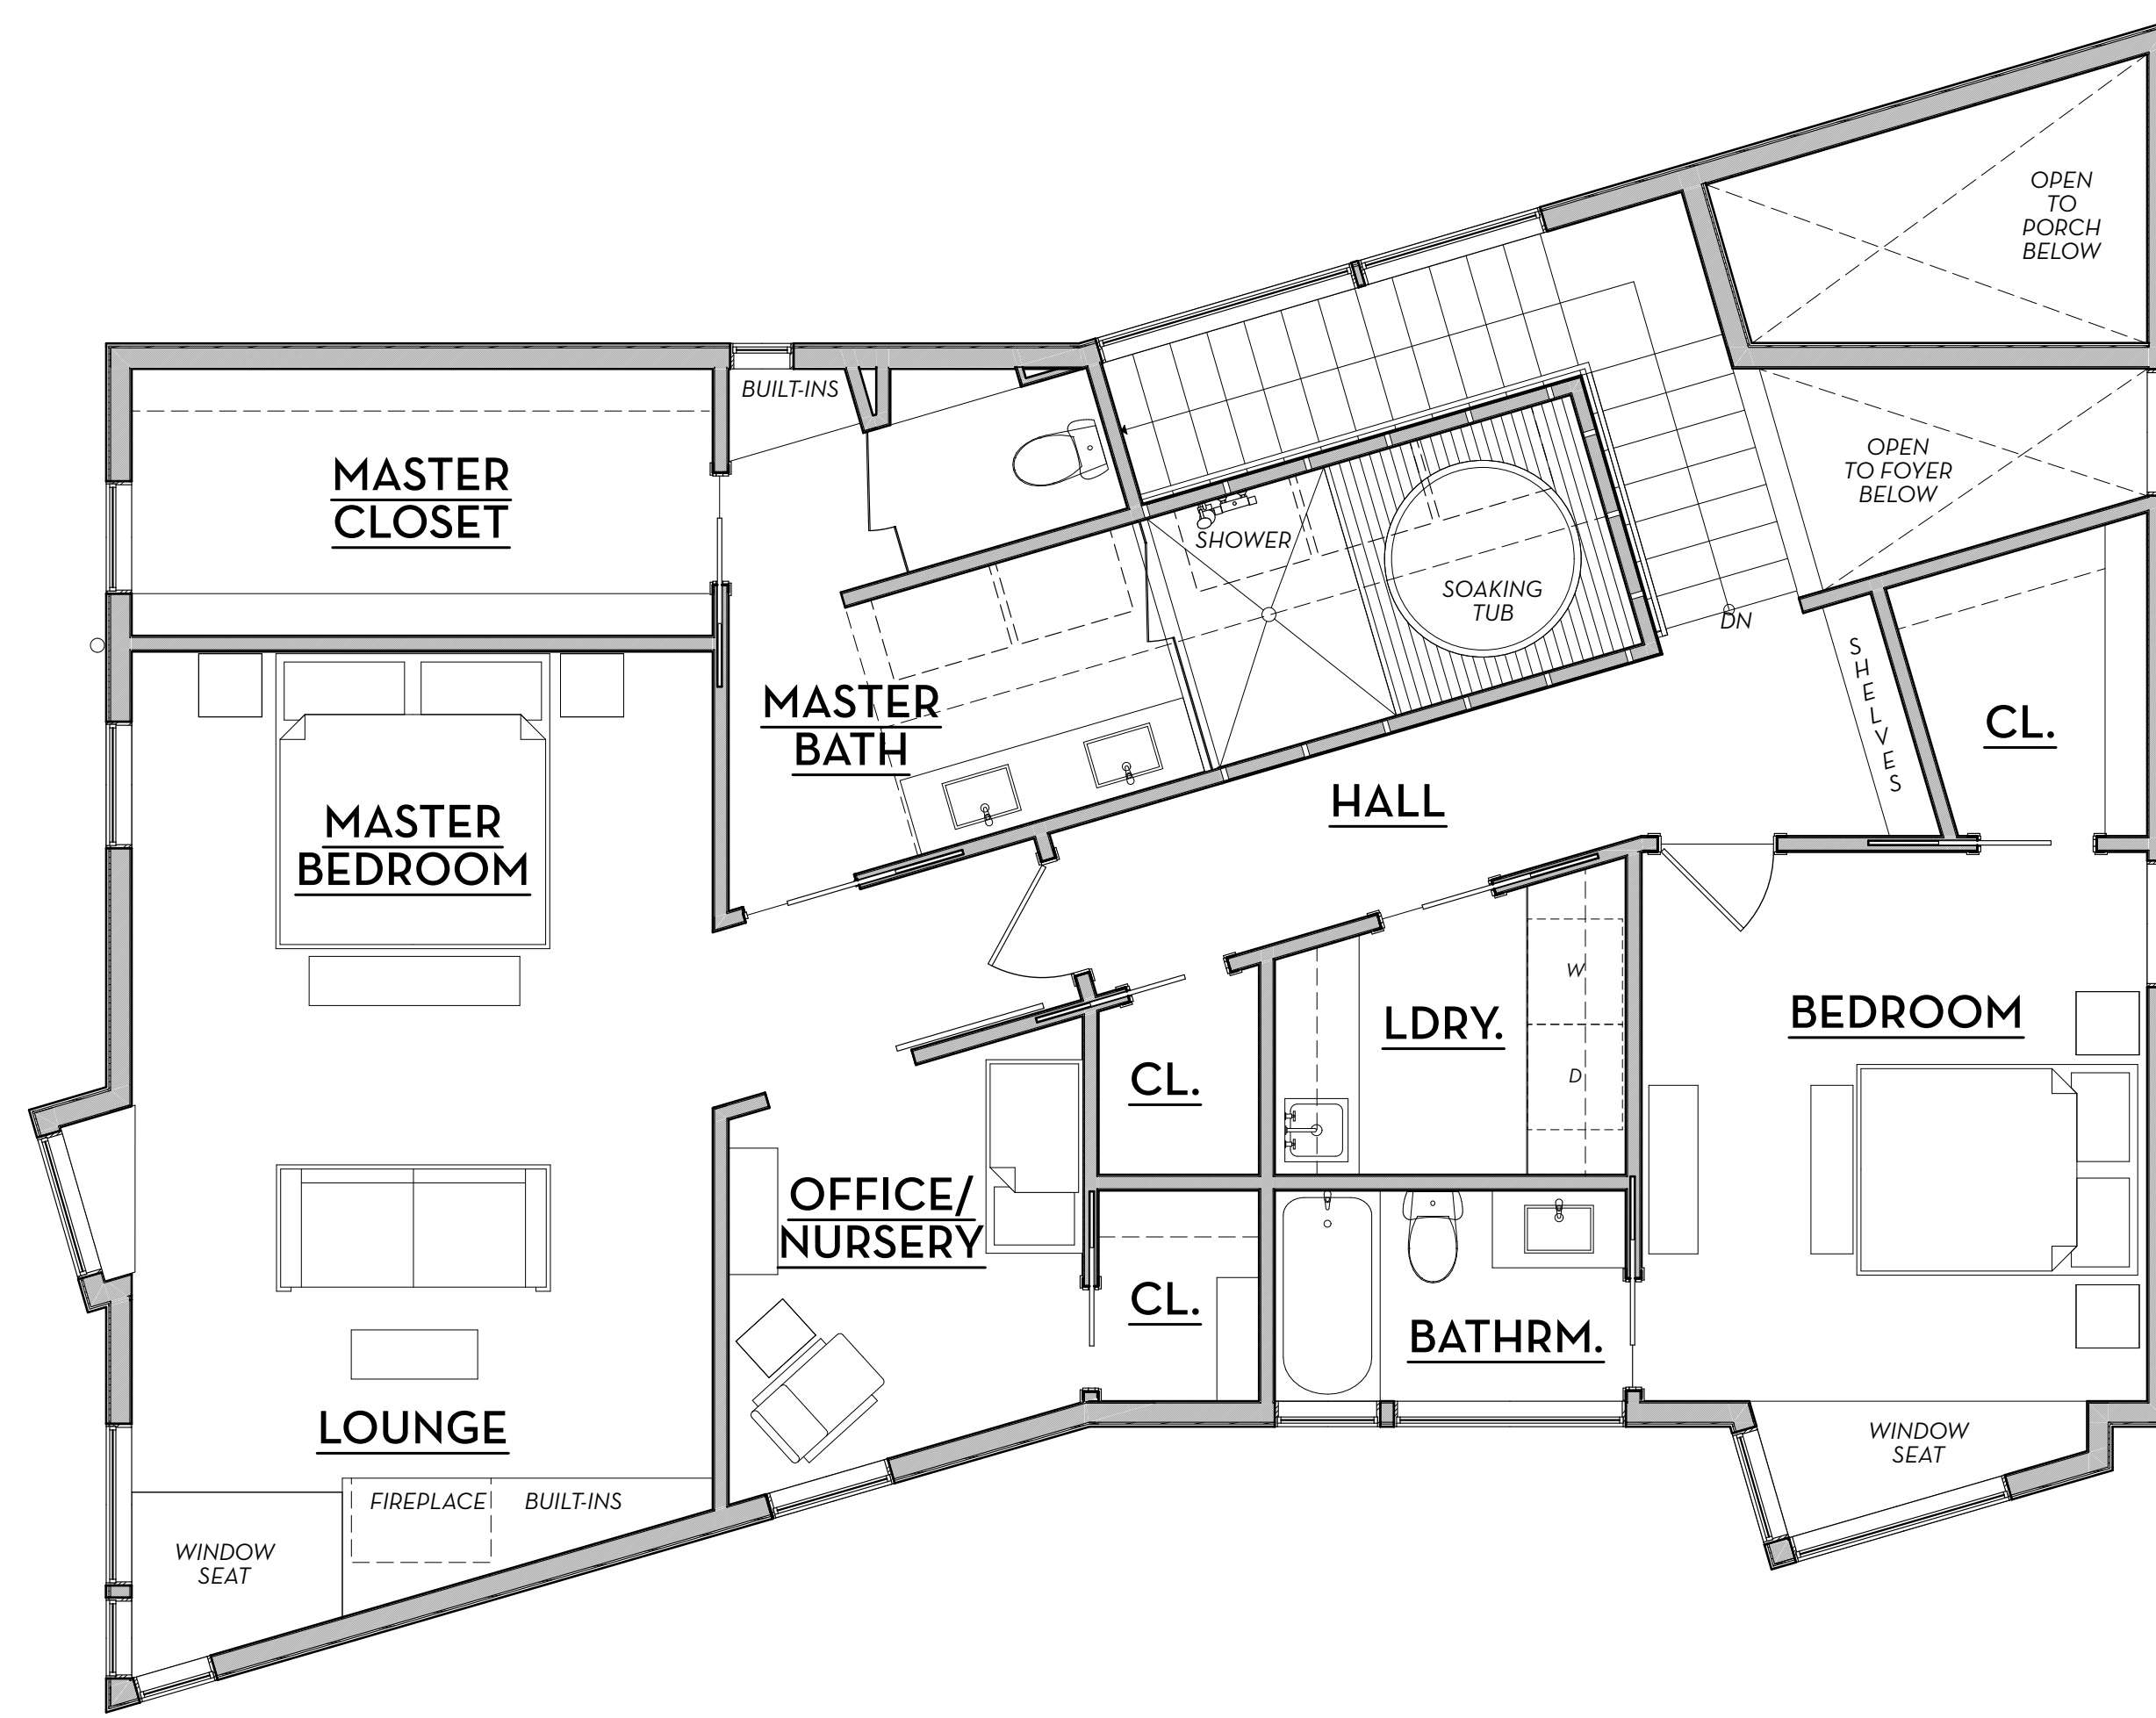 OPEN
TO
PORCH
BELOW
BUILT-INS
MASTER
CLOSET
OPEN
TO FOYER
BELOW
SHOWER
SOAKING
TUB
DN
SHELVES
MASTER
BATH
CL.
HALL
MASTER
BEDROOM
W
LDRY.
BEDROOM
D
CL.
OFFICE/
NURSERY
CL.
BATHRM.
LOUNGE
WINDOW
SEAT
FIREPLACE
BUILT-INS
WINDOW
SEAT